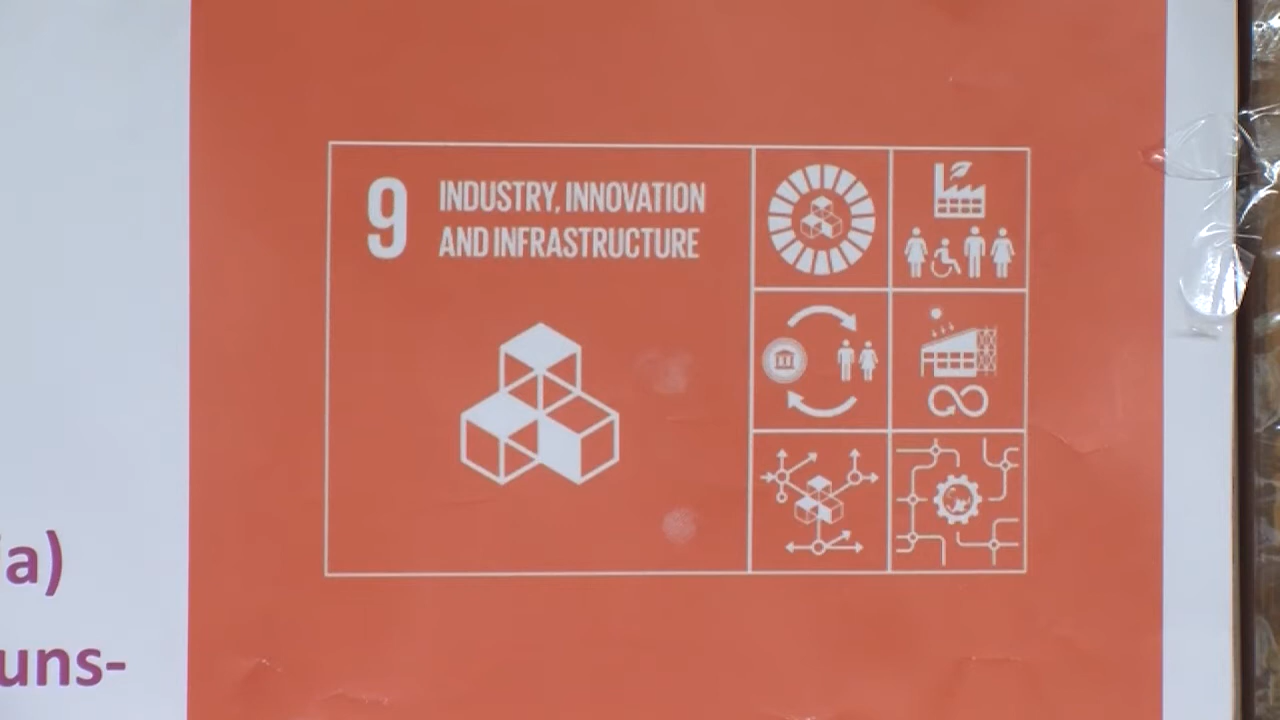 9
INDUSTRY, INNOVATION
AND INFRASTRUCTURE
a)
uns-